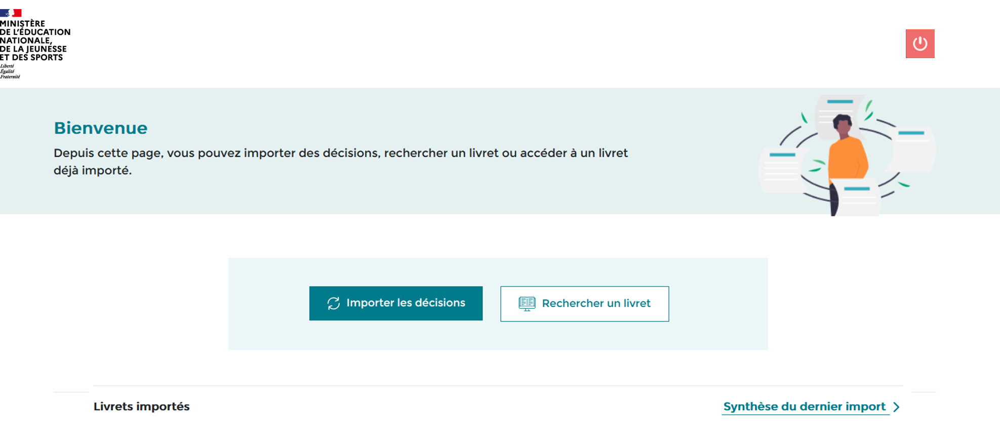 MINISTÈRE
DE L'ÉDUCATION
NATIONALE,
DE LA JEUNESSE
ET DES SPORTS
Liberté
Égalité
Fraternité
Bienvenue
Depuis cette page, vous pouvez importer des décisions, rechercher un livret ou accéder à un livret
déjà importé.
Importer les décisions
Rechercher un livret
Livrets importés
Synthèse du dernier import